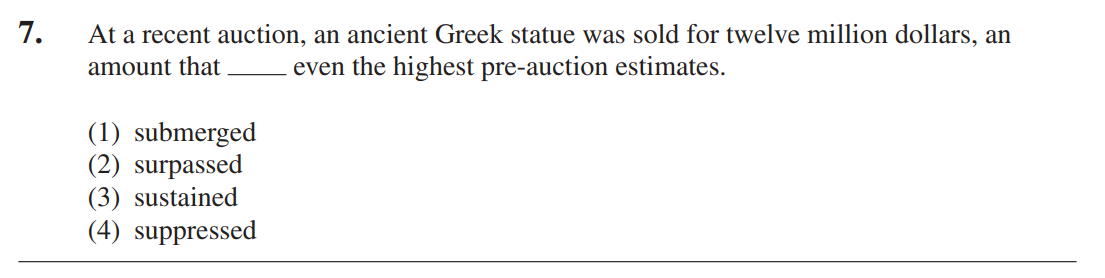 7. At a recent auction, an ancient Greek statue was sold for twelve million dollars, an
amount that ____ even the highest pre-auction estimates.
(1) submerged
(2) surpassed
(3) sustained
(4) suppressed